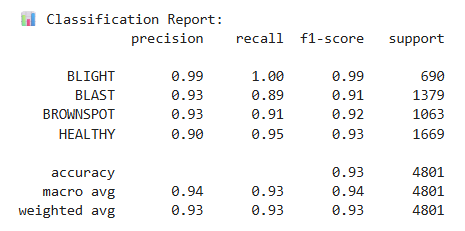 📊 Classification Report:
precision recall f1-score support
BLIGHT 0.99 1.00 0.99 690
BLAST 0.93 0.89 0.91 1379
BROWNSPOT 0.93 0.91 0.92 1063
HEALTHY 0.90 0.95 0.93 1669
accuracy 0.93 4801
macro avg 0.94 0.93 0.94 4801
weighted avg 0.93 0.93 0.93 4801